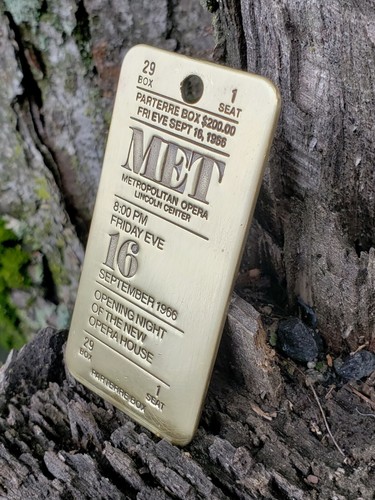 29 1
BOX SEAT
PARTERRE BOX $200.00
FRI EVE SEPT 16, 1966
MET
METROPOLITAN OPERA
LINCOLN CENTER
8:00 PM
FRIDAY EVE
16
SEPTEMBER 1966
OPENING NIGHT
OF THE NEW
OPERA HOUSE
29 1
BOX SEAT
PARTERRE BOX